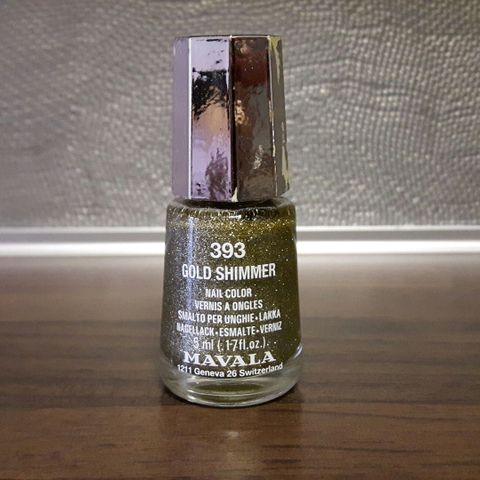 393
GOLD SHIMMER
NAIL COLOR
VERNIS A ONGLES
SMALTO PER UNGHIE•LAKKA
NAGELLACK•ESMALTE•VERNIZ
5 ml (.17fl.oz.)
MAVALA
1211 Geneva 26 Switzerland